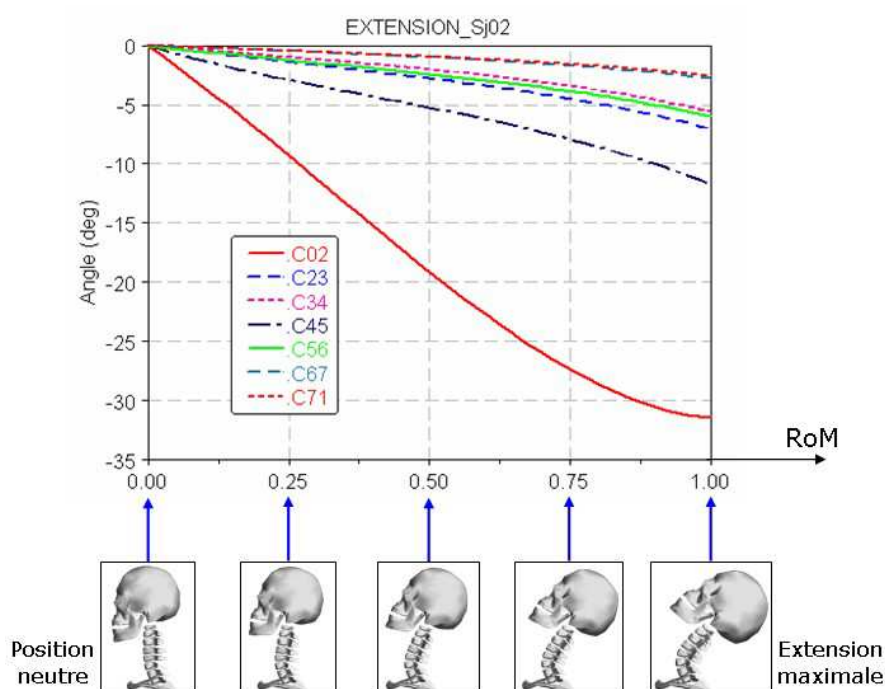 EXTENSION_Sj02
0
-5
-10
-15
-20
-25
-30
-35
Angle (deg)
.C02
.C23
.C34
.C45
.C56
.C67
.C71
0.00 0.25 0.50 0.75 1.00
RoM
Position
neutre
Extension
maximale